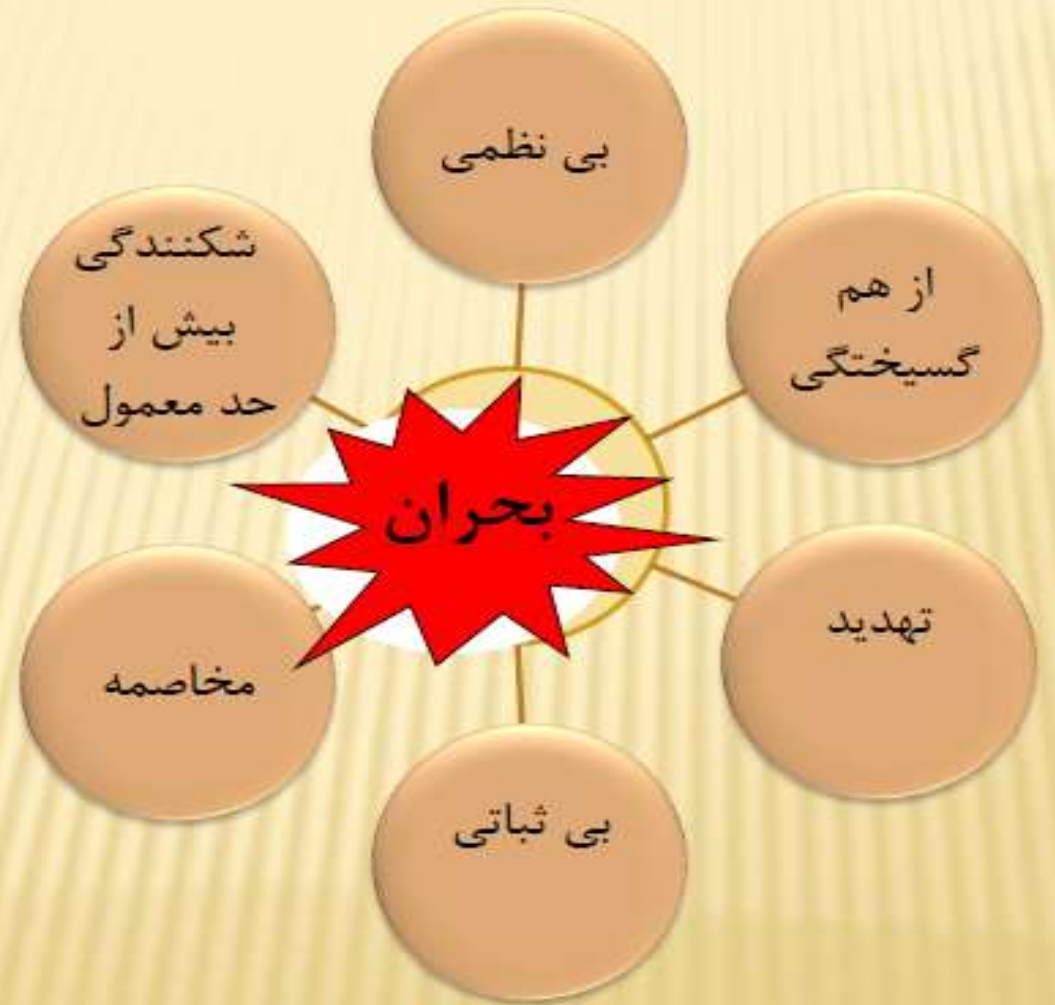 بی نظمی
از هم
گسیختگی
تهدید
بی ثباتی
مخاصمه
شکنندگی
بیش از
حد معمول
بحران